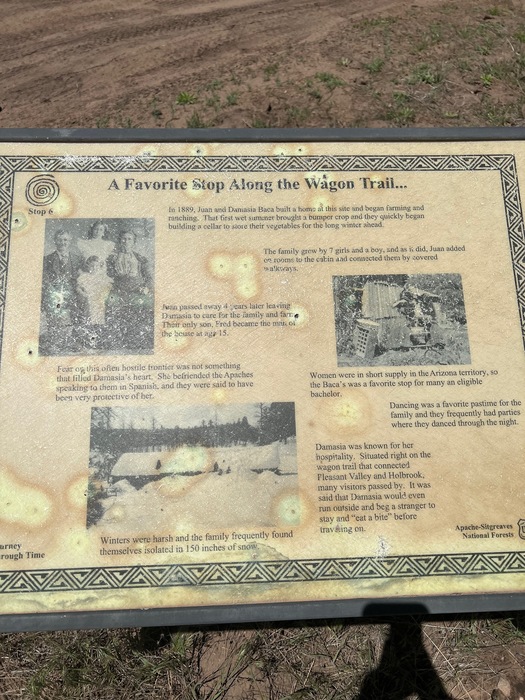 A Favorite Stop Along the Wagon Trail...
Stop 6
In 1889, Juan and Damasia Baca built a home at this site and began farming and
ranching. That first wet summer brought a bumper crop and they quickly began
building a cellar to store their vegetables for the long winter ahead.
The family grew by 7 girls and a boy, and as it did, Juan added
on rooms to the cabin and connected them by covered
walkways.
Juan passed away 4 years later leaving
Damasia to care for the family and farm.
Their only son, Fred became the man of
the house at age 15.
Fear of this often hostile frontier was not something
that filled Damasia's heart. She befriended the Apaches
speaking to them in Spanish, and they were said to have
been very protective of her.
Women were in short supply in the Arizona territory, so
the Baca's was a favorite stop for many an eligible
bachelor.
Dancing was a favorite pastime for the
family and they frequently had parties
where they danced through the night.
Damasia was known for her
hospitality. Situated right on the
wagon trail that connected
Pleasant Valley and Holbrook,
many visitors passed by. It was
said that Damasia would even
run outside and beg a stranger to
stay and "eat a bite" before
traveling on.
Winters were harsh and the family frequently found
themselves isolated in 150 inches of snow.
urney
rough Time
Apache-Sitgreaves
National Forests